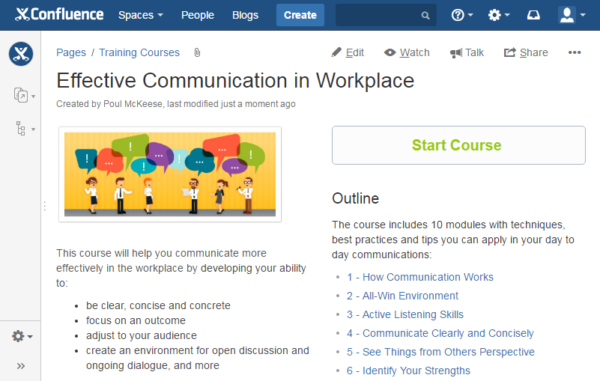 Confluence Spaces People Blogs Create
Pages / Training Courses
Edit Watch Talk Share
Effective Communication in Workplace
Created by Poul McKeese, last modified just a moment ago
! ... ! ... ... ! ... !
This course will help you communicate more
effectively in the workplace by developing your ability
to:
• be clear, concise and concrete
• focus on an outcome
• adjust to your audience
• create an environment for open discussion and
ongoing dialogue, and more
Start Course
Outline
The course includes 10 modules with techniques,
best practices and tips you can apply in your day to
day communications:
• 1 - How Communication Works
• 2 - All-Win Environment
• 3 - Active Listening Skills
• 4 - Communicate Clearly and Concisely
• 5 - See Things from Others Perspective
• 6 - Identify Your Strengths